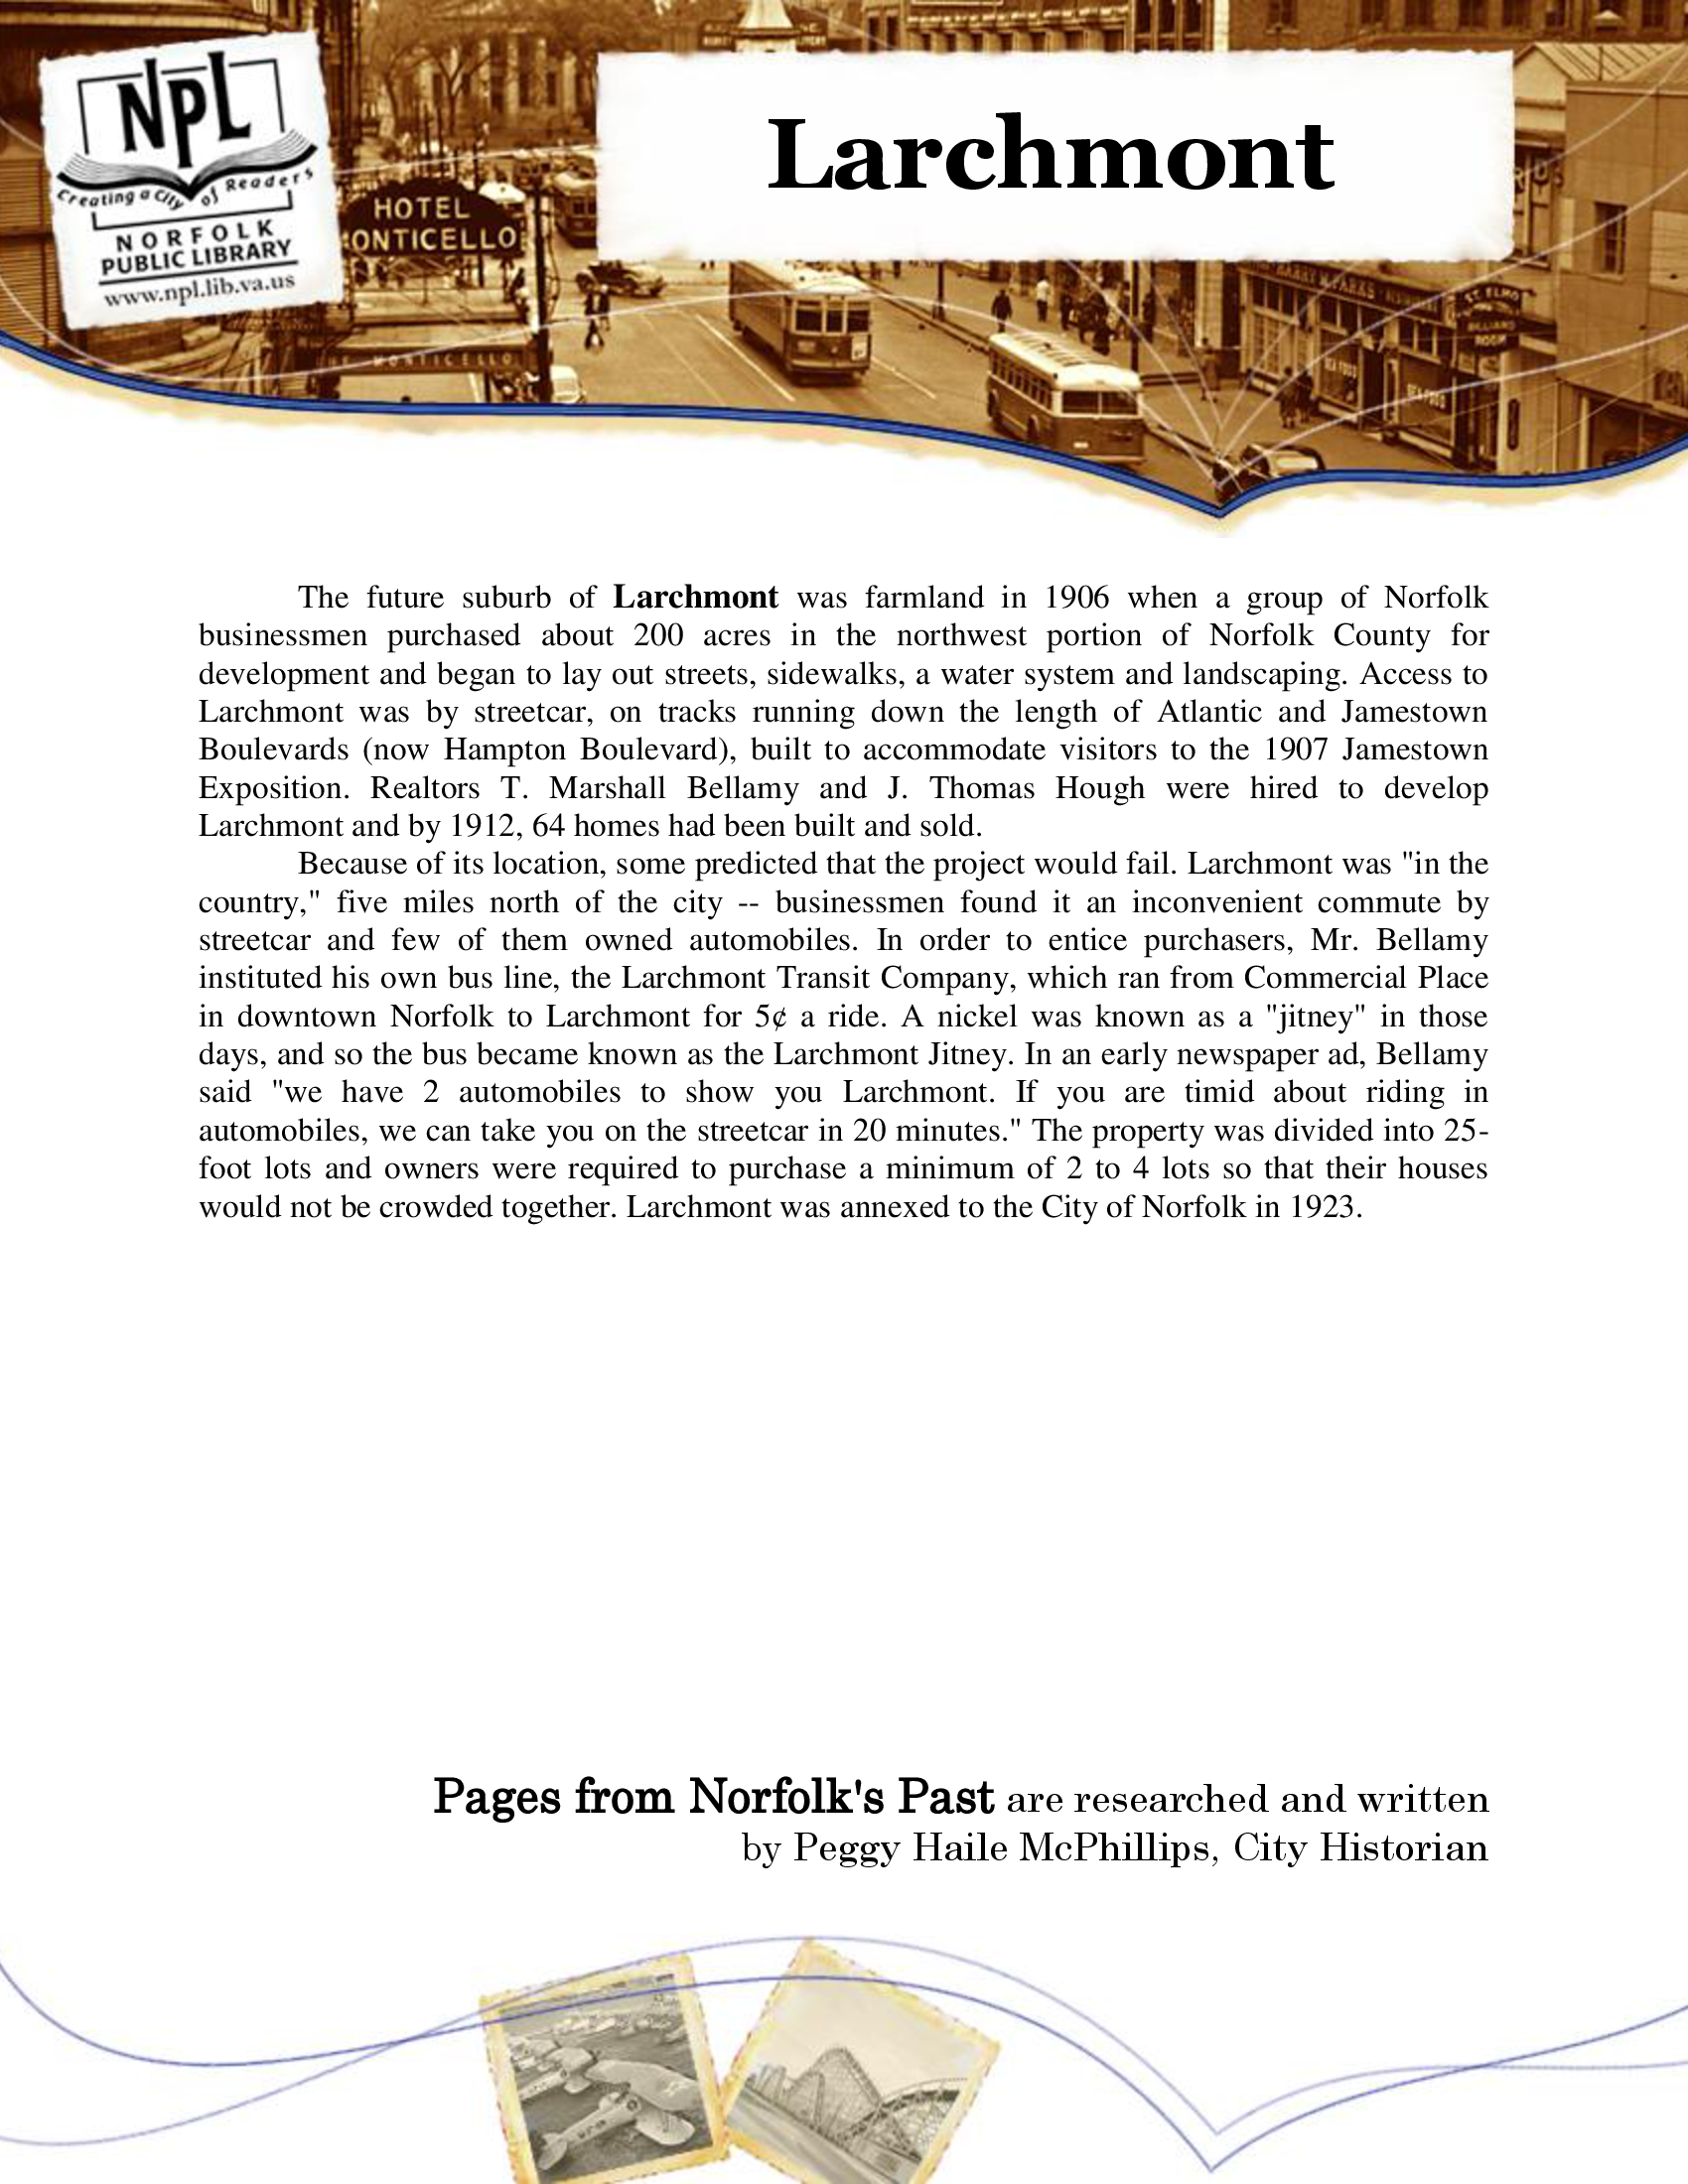 NPL
Creating a City of Readers
NORFOLK
PUBLIC LIBRARY
www.npl.lib.va.us
HOTEL
MONTICELLO
MONTICELLO
HARRY M PARKS
ST. ELMO
BILLIARD
ROOM
SEA FOOD
SEA FOOD
Larchmont
The future suburb of Larchmont was farmland in 1906 when a group of Norfolk
businessmen purchased about 200 acres in the northwest portion of Norfolk County for
development and began to lay out streets, sidewalks, a water system and landscaping. Access to
Larchmont was by streetcar, on tracks running down the length of Atlantic and Jamestown
Boulevards (now Hampton Boulevard), built to accommodate visitors to the 1907 Jamestown
Exposition. Realtors T. Marshall Bellamy and J. Thomas Hough were hired to develop
Larchmont and by 1912, 64 homes had been built and sold.
Because of its location, some predicted that the project would fail. Larchmont was "in the
country," five miles north of the city -- businessmen found it an inconvenient commute by
streetcar and few of them owned automobiles. In order to entice purchasers, Mr. Bellamy
instituted his own bus line, the Larchmont Transit Company, which ran from Commercial Place
in downtown Norfolk to Larchmont for 5¢ a ride. A nickel was known as a "jitney" in those
days, and so the bus became known as the Larchmont Jitney. In an early newspaper ad, Bellamy
said "we have 2 automobiles to show you Larchmont. If you are timid about riding in
automobiles, we can take you on the streetcar in 20 minutes." The property was divided into 25-
foot lots and owners were required to purchase a minimum of 2 to 4 lots so that their houses
would not be crowded together. Larchmont was annexed to the City of Norfolk in 1923.
Pages from Norfolk's Past are researched and written
by Peggy Haile McPhillips, City Historian